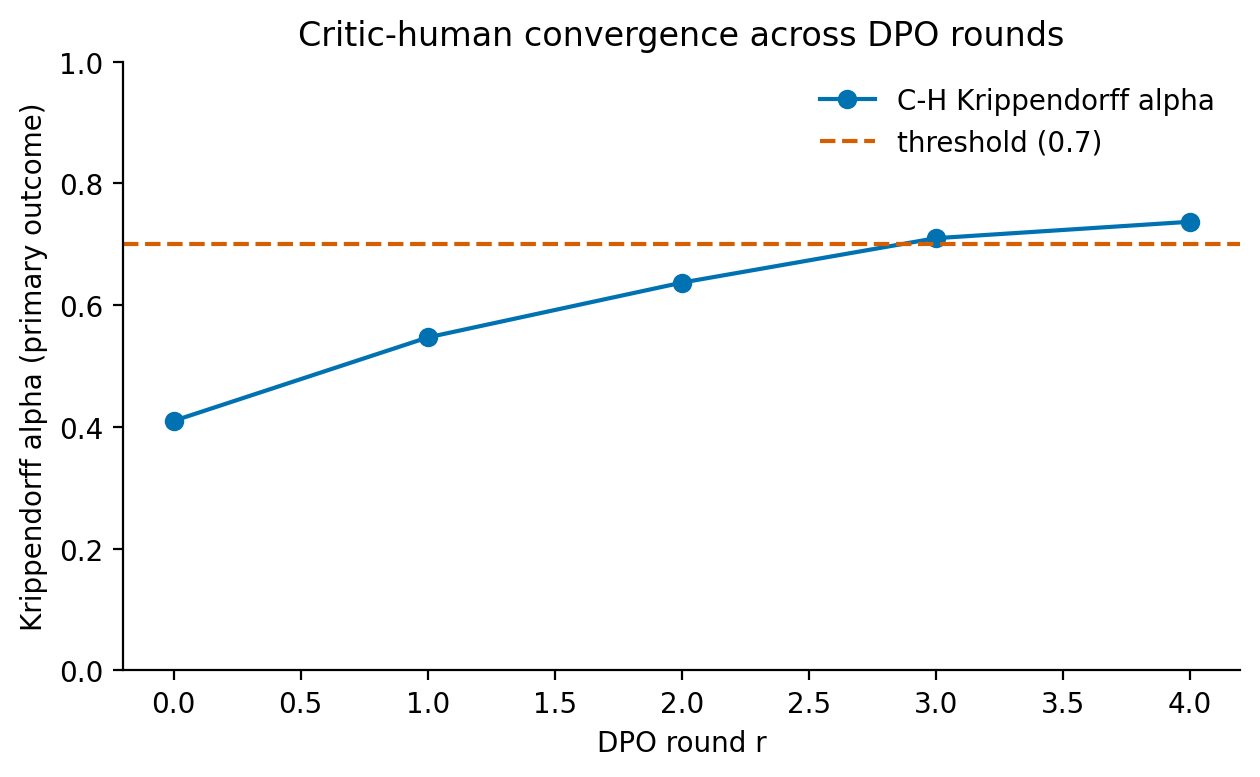 Critic-human convergence across DPO rounds
C-H Krippendorff alpha
threshold (0.7)
Krippendorff alpha (primary outcome)
1.0
0.8
0.6
0.4
0.2
0.0
0.0 0.5 1.0 1.5 2.0 2.5 3.0 3.5 4.0
DPO round r